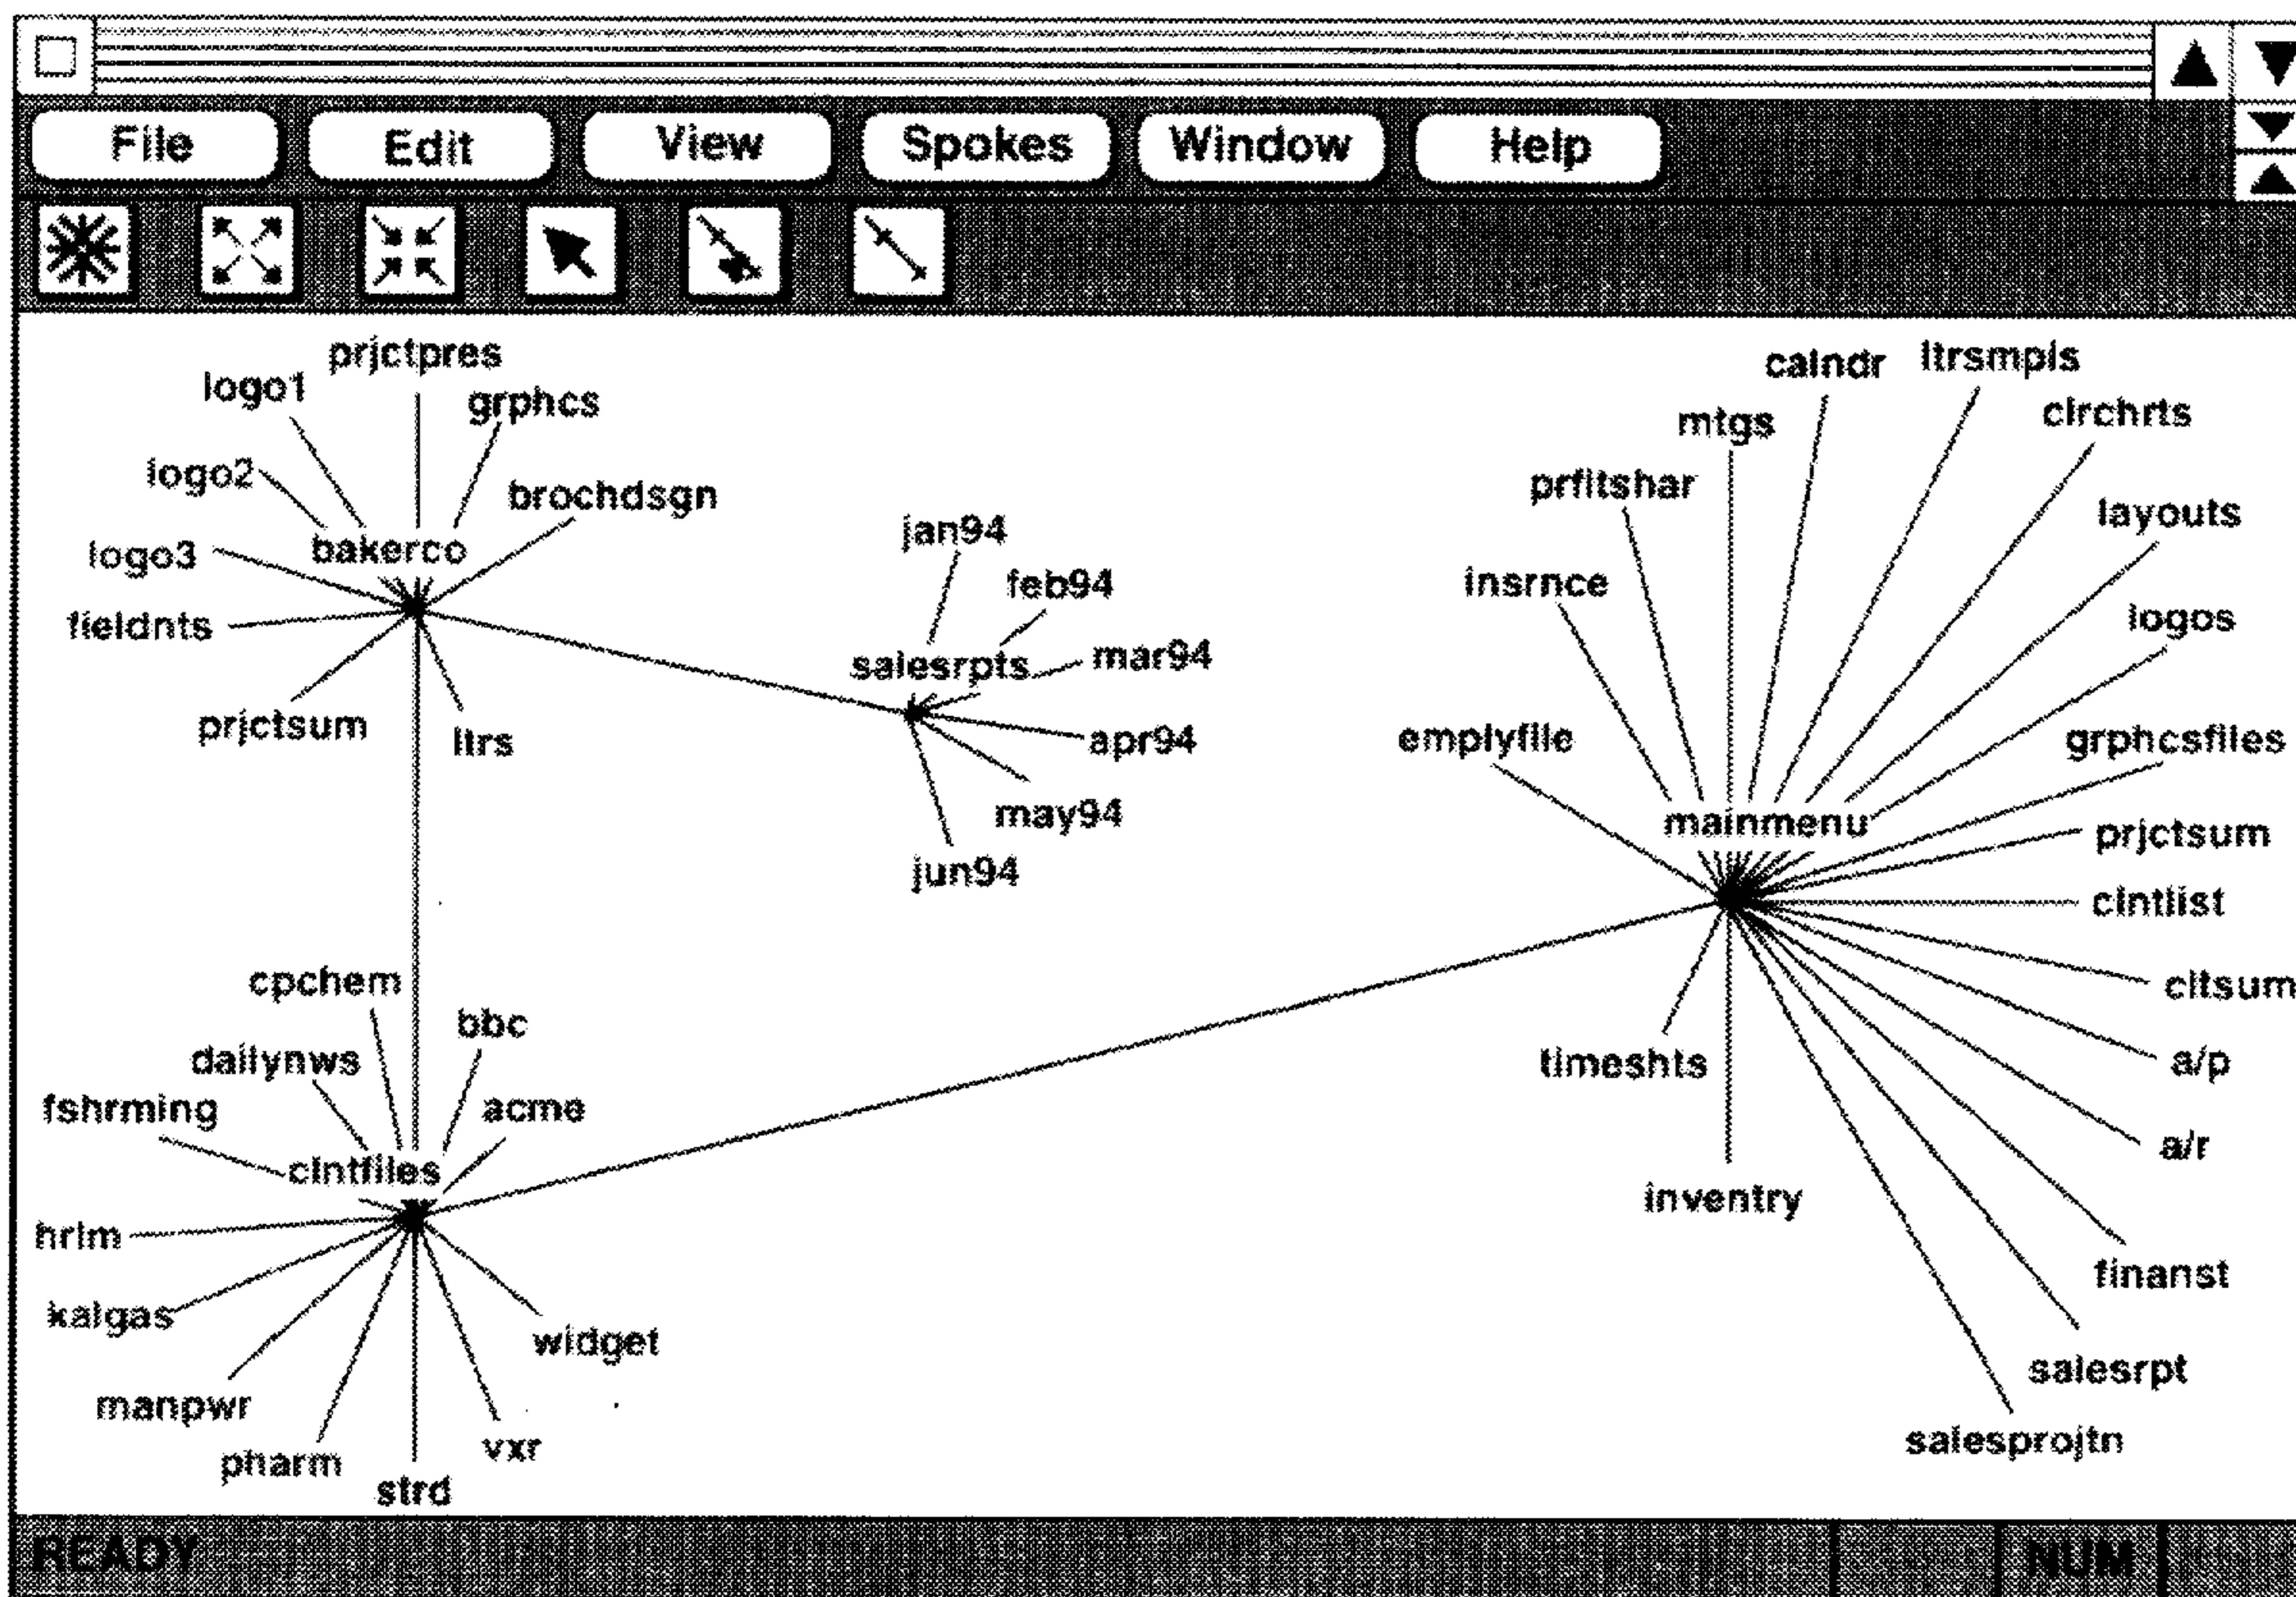 File Edit View Spokes Window Help
prjctpres
logo1
grphcs
logo2
brochdsgn
bakerco
logo3
fieldnts
prjctsum
ltrs
jan94
feb94
salesrpts
mar94
apr94
may94
jun94
calndr
ltrsmpls
mtgs
clrchrts
prfitshar
layouts
insrnce
logos
emplyfile
grphcsfiles
mainmenu
prjctsum
clntlist
cltsum
timeshts
a/p
a/r
inventry
finanst
salesrpt
salesprojtn
cpchem
bbc
dailynws
fshrming
acme
clntfiles
hrlm
kalgas
widget
manpwr
vxr
pharm
strd
READY NUM